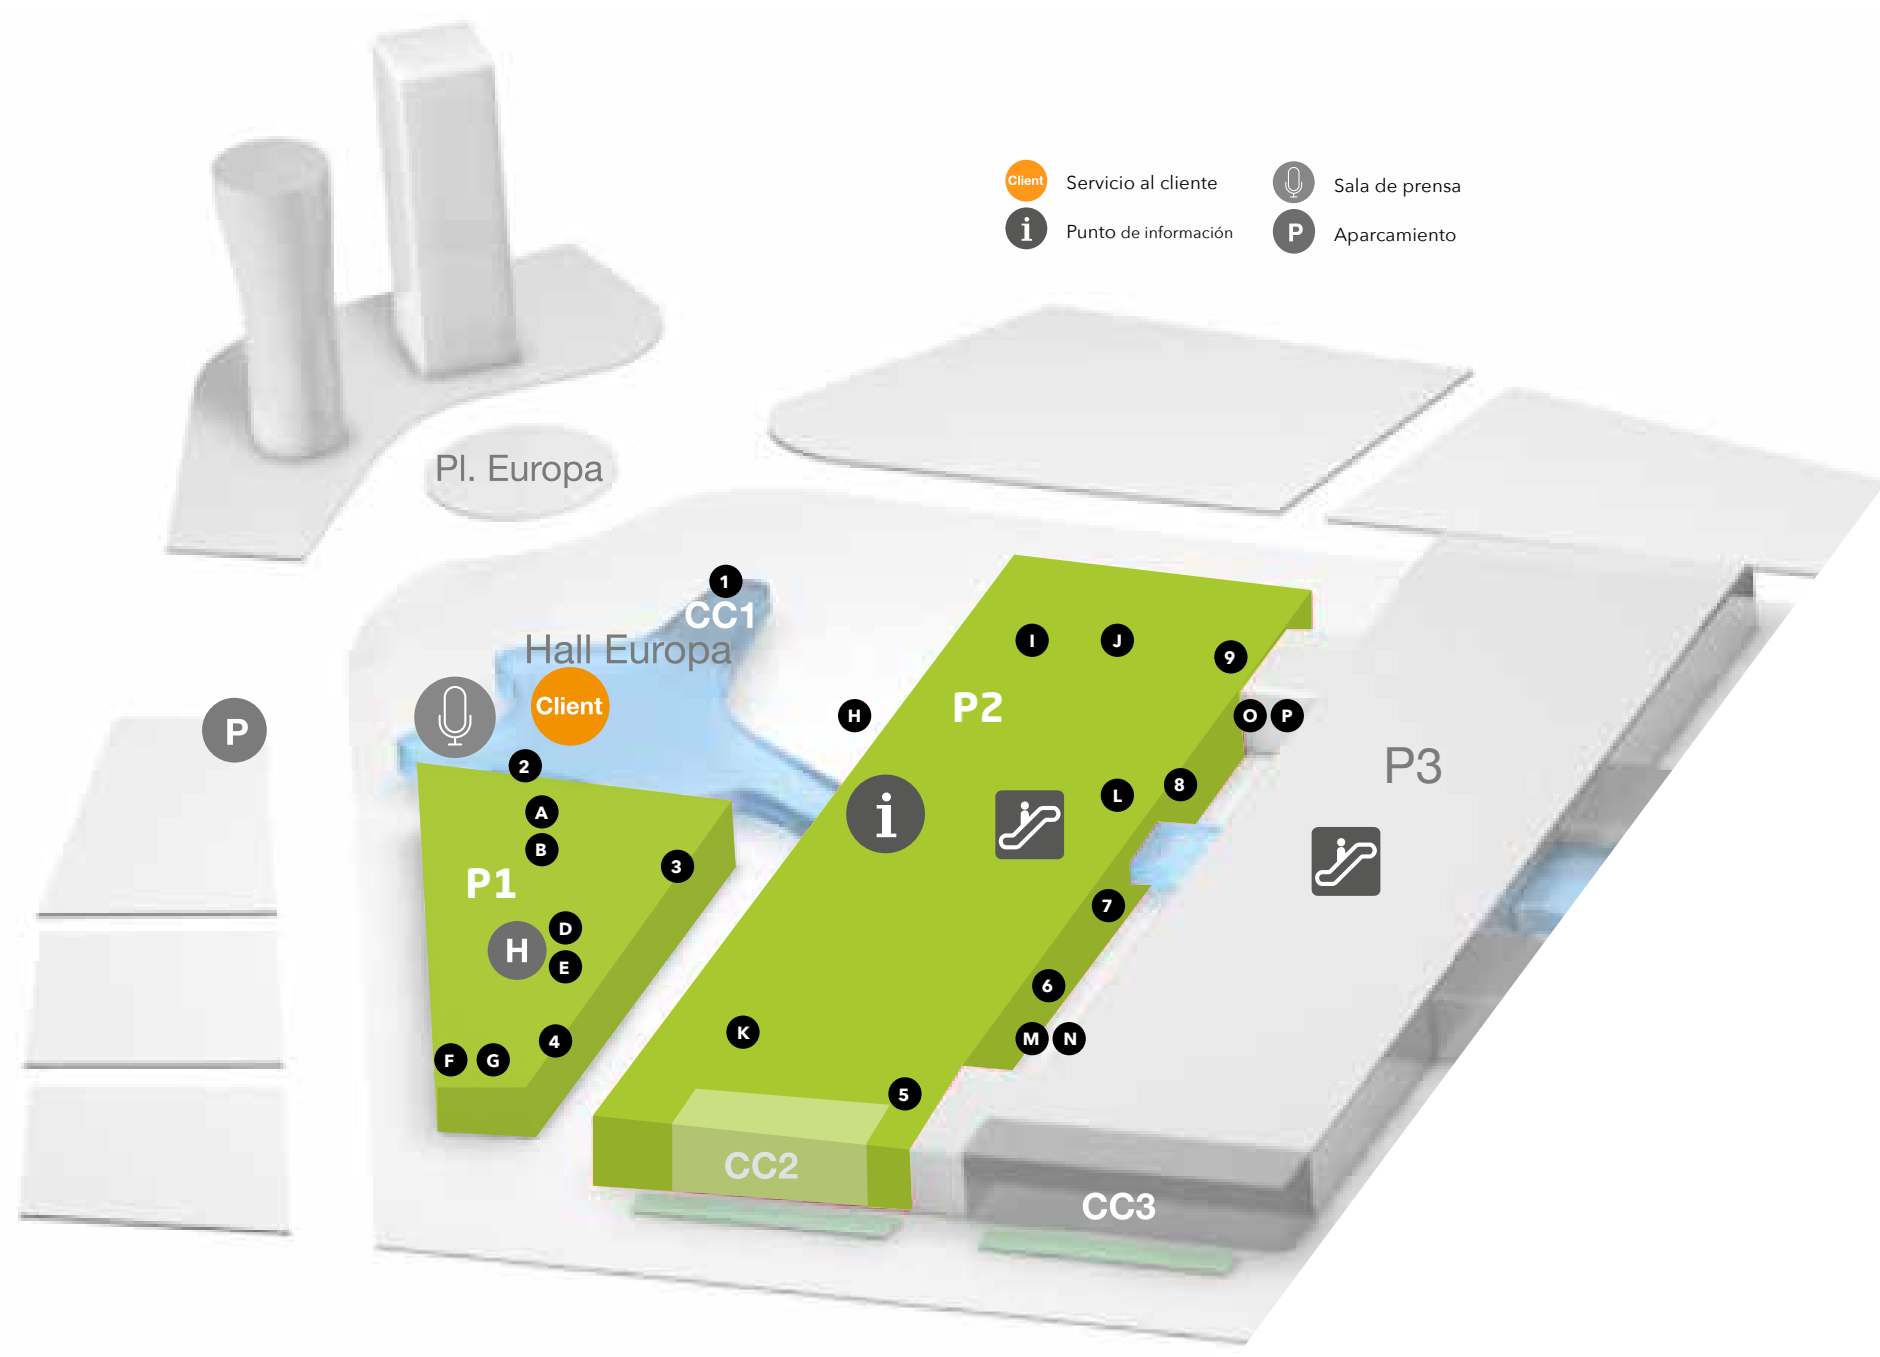 Client Servicio al cliente
Sala de prensa
i Punto de información
P Aparcamiento
Pl. Europa
1
CC1
Hall Europa
Client
P
2
A
B
3
P1
H
D
E
4
F G
I J
9
P2
H
O P
i
L 8
P3
7
6
K
M N
5
CC2
CC3